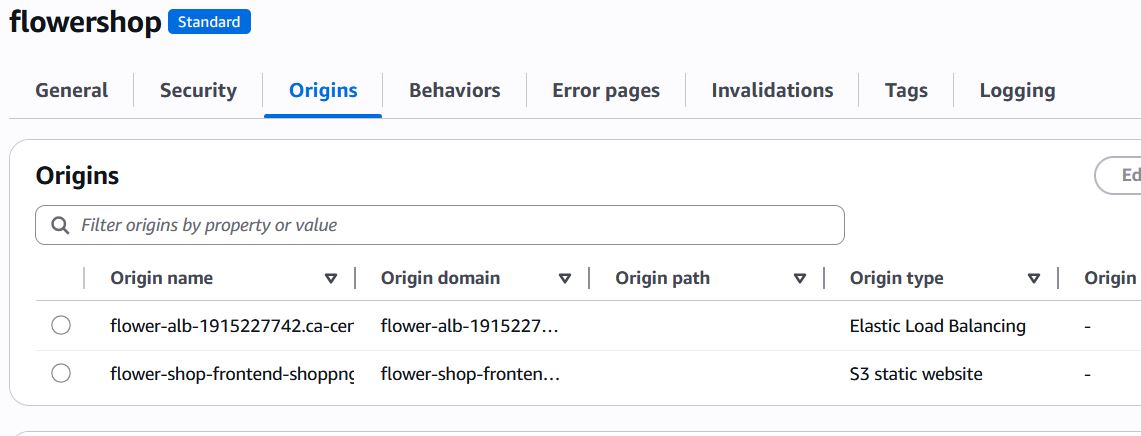 flowershop Standard
General Security Origins Behaviors Error pages Invalidations Tags Logging
Origins Ed
Filter origins by property or value
Origin name Origin domain Origin path Origin type Origin
flower-alb-1915227742.ca-cen flower-alb-1915227... Elastic Load Balancing -
flower-shop-frontend-shoppng flower-shop-fronten... S3 static website -